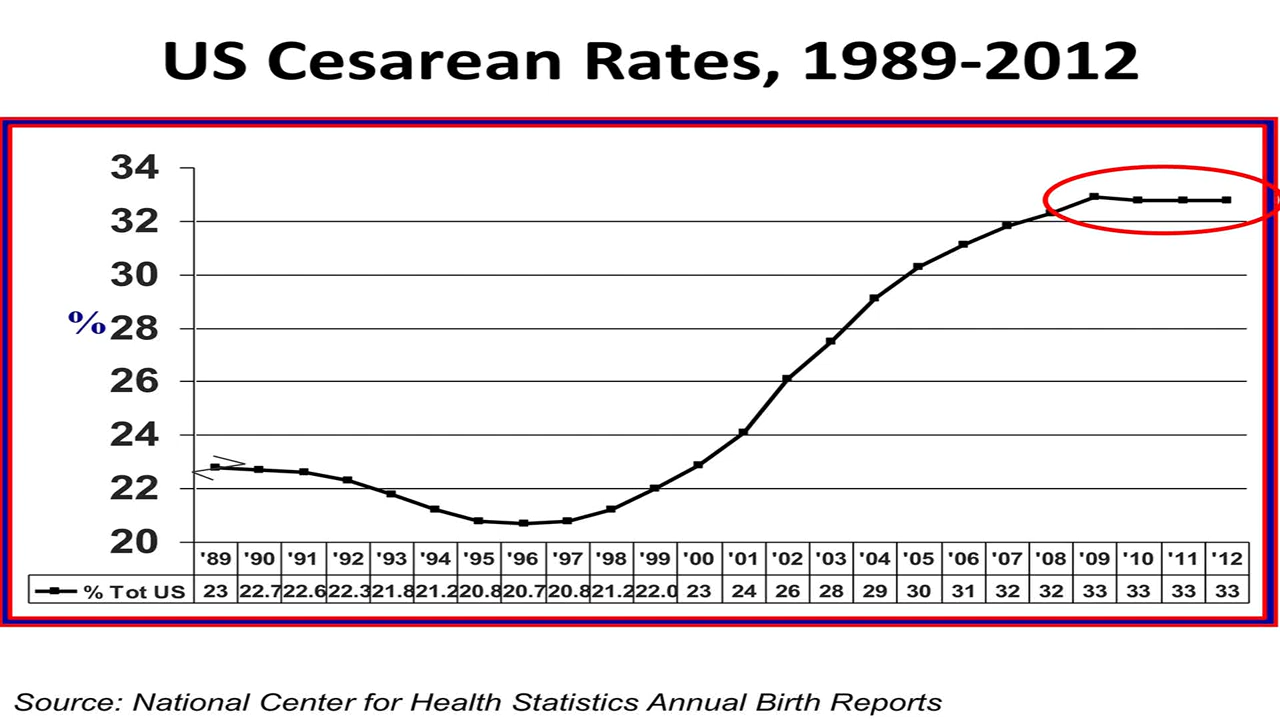 US Cesarean Rates, 1989-2012
34
32
30
%
28
26
24
22
20
'89 '90 '91 '92 '93 '94 '95 '96 '97 '98 '99 '00 '01 '02 '03 '04 '05 '06 '07 '08 '09 '10 '11 '12
% Tot US 23 22.7 22.6 22.3 21.8 21.2 20.8 20.7 20.8 21.2 22.0 23 24 26 28 29 30 31 32 32 33 33 33 33
Source: National Center for Health Statistics Annual Birth Reports